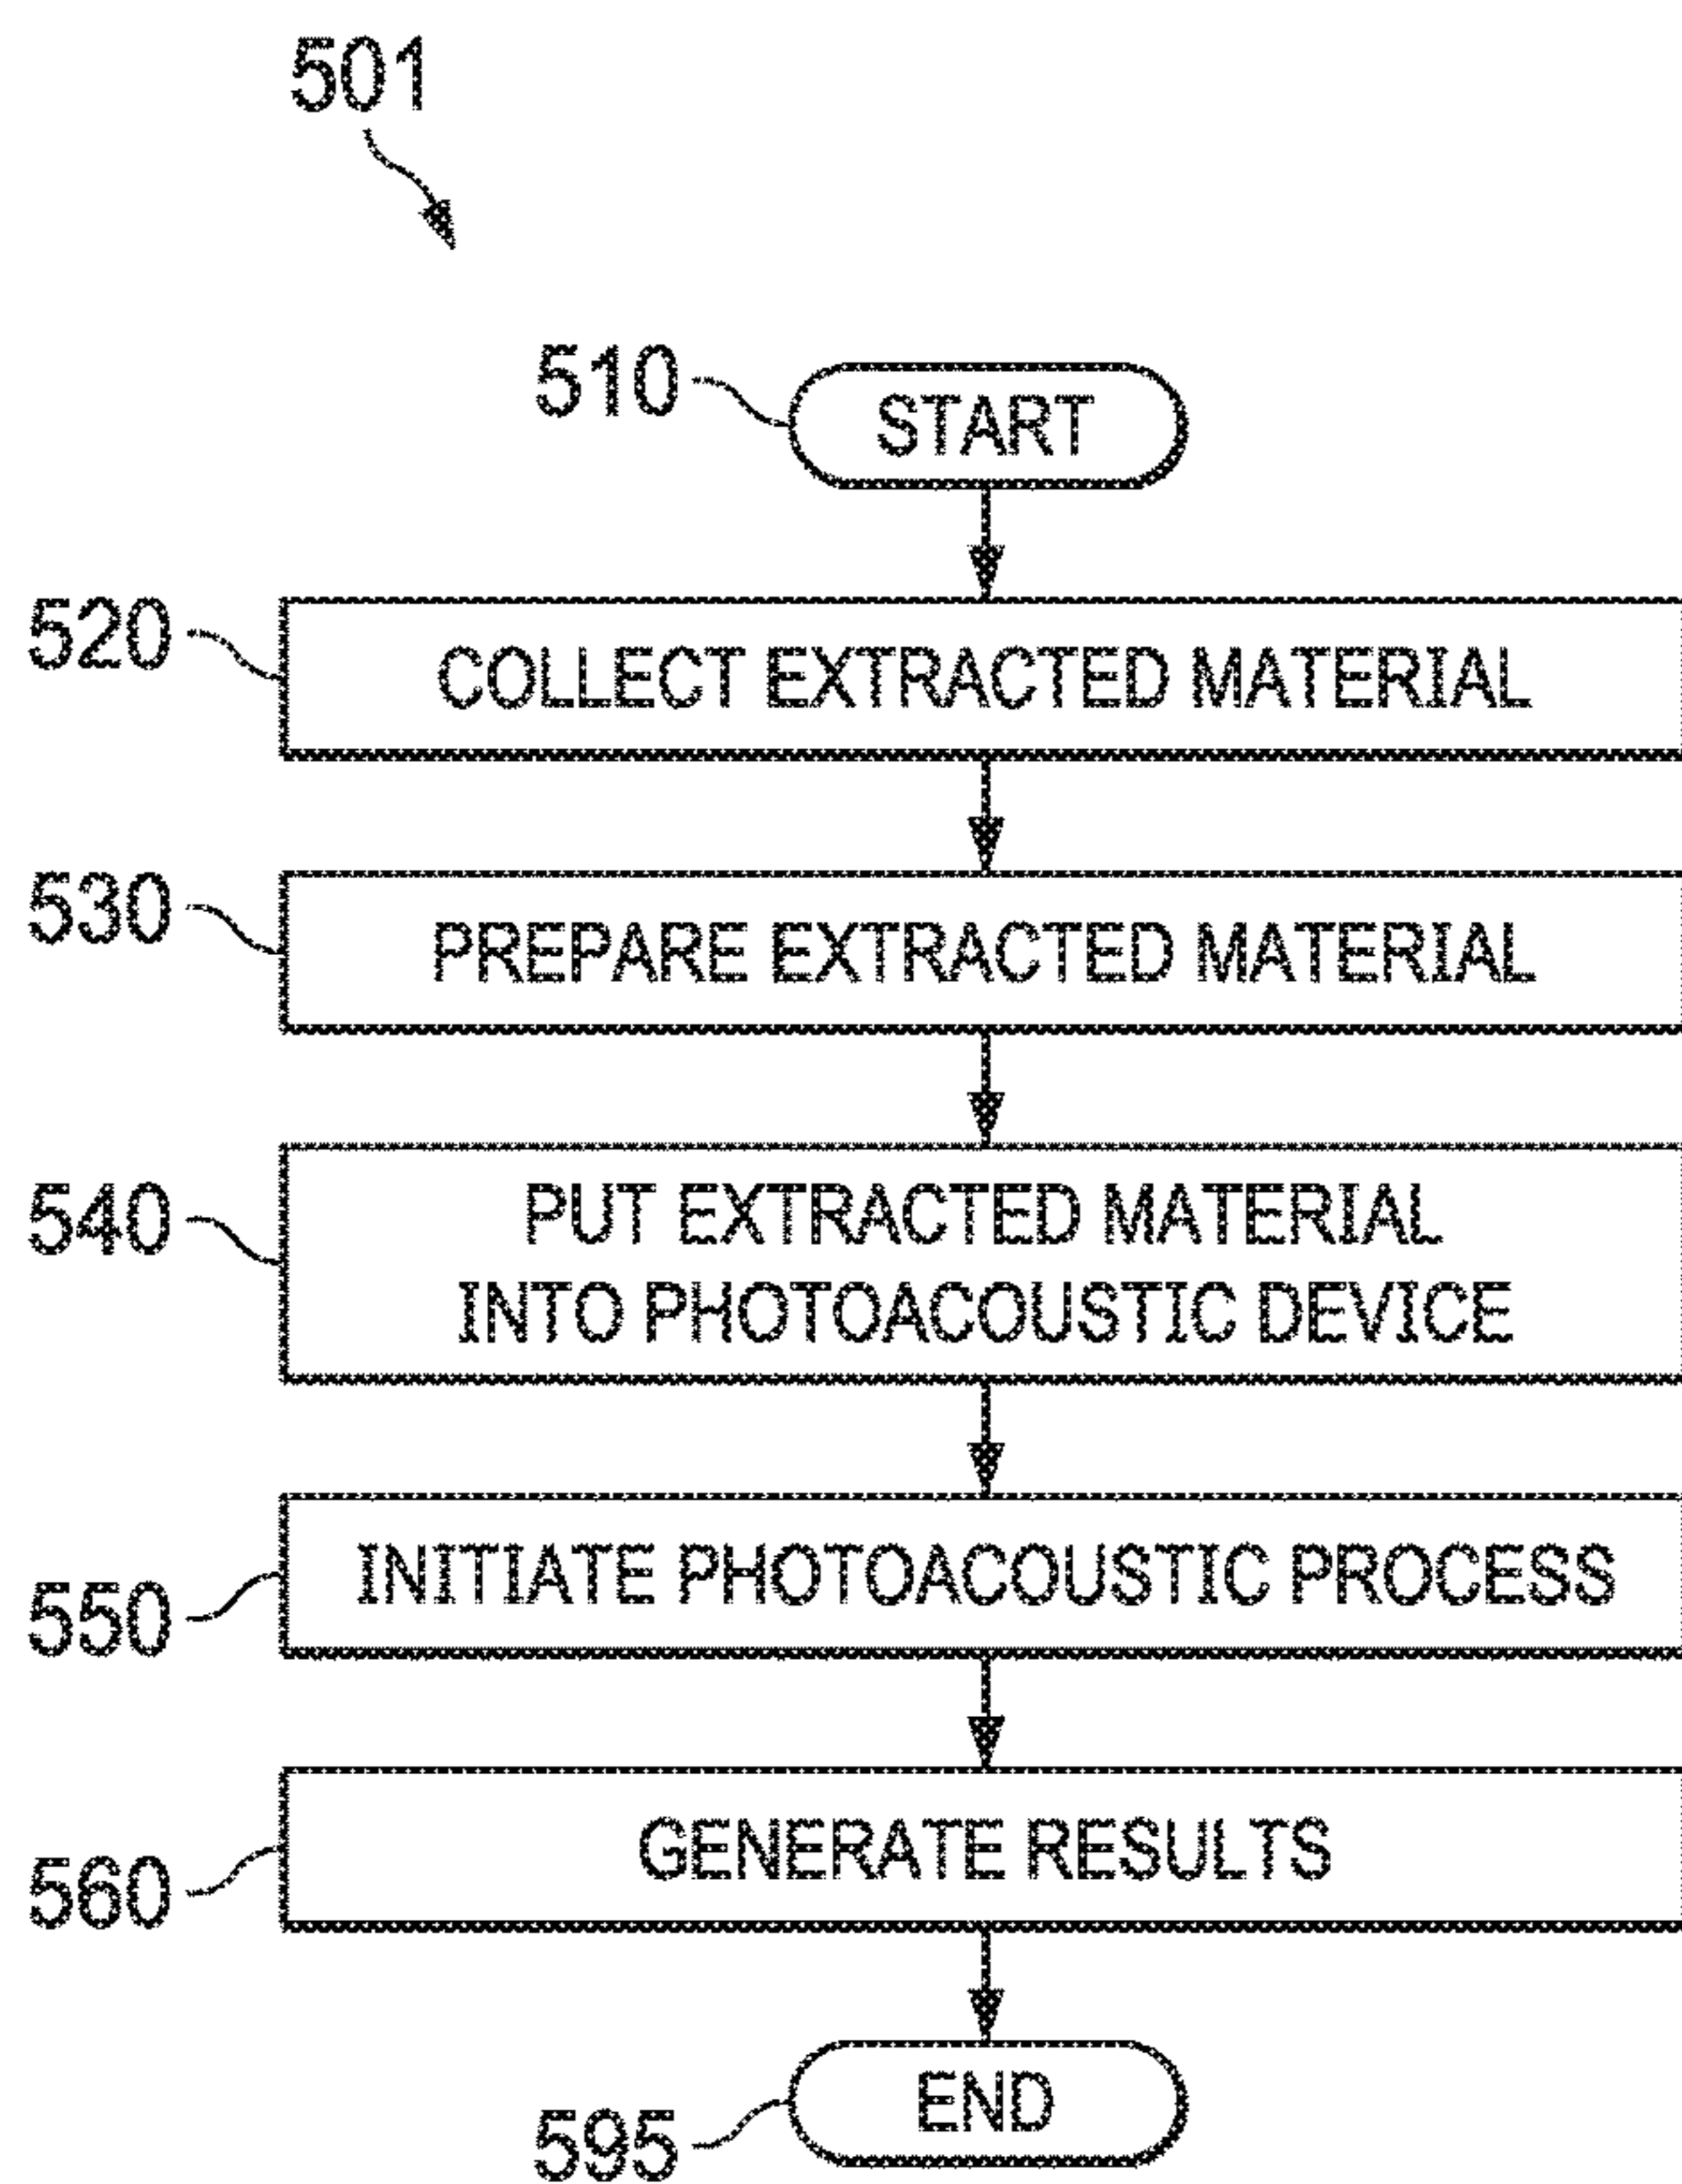 501
510
START
520
COLLECT EXTRACTED MATERIAL
530
PREPARE EXTRACTED MATERIAL
540
PUT EXTRACTED MATERIAL
INTO PHOTOACOUSTIC DEVICE
550
INITIATE PHOTOACOUSTIC PROCESS
560
GENERATE RESULTS
595
END